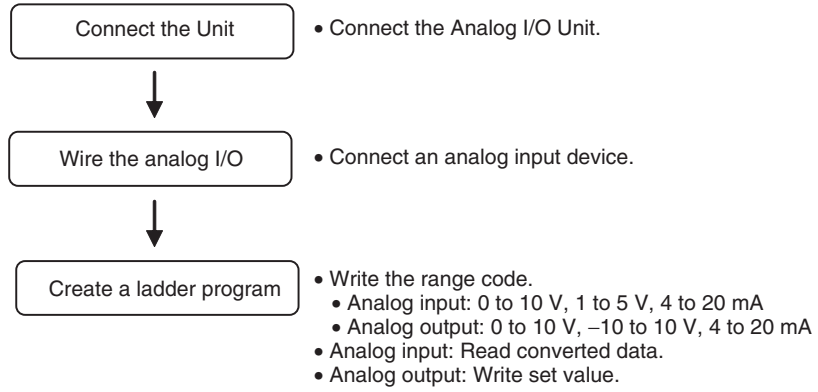 Connect the Unit
• Connect the Analog I/O Unit.
Wire the analog I/O
• Connect an analog input device.
Create a ladder program
• Write the range code.
• Analog input: 0 to 10 V, 1 to 5 V, 4 to 20 mA
• Analog output: 0 to 10 V, −10 to 10 V, 4 to 20 mA
• Analog input: Read converted data.
• Analog output: Write set value.